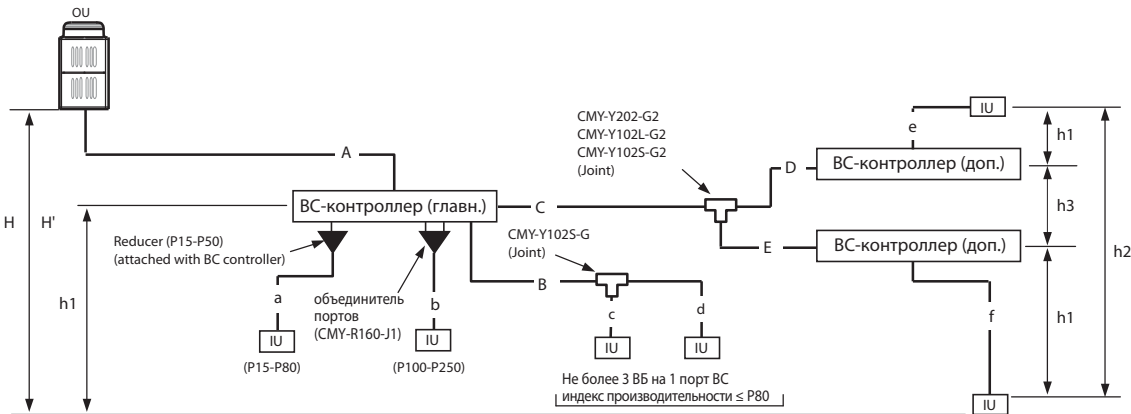 OU
CMY-Y202-G2
CMY-Y102L-G2
CMY-Y102S-G2
(Joint)
IU
e
h1
A
D
BC-контроллер (доп.)
H
H'
BC-контроллер (главн.)
C
h3
Reducer (P15-P50)
(attached with BC controller)
CMY-Y102S-G
(Joint)
E
BC-контроллер (доп.)
h2
h1
a
объединитель
портов
(CMY-R160-J1)
b
B
c
d
f
h1
IU
(P15-P80)
IU
(P100-P250)
IU
IU
Не более 3 ВБ на 1 порт BC
индекс производительности ≤ P80
IU